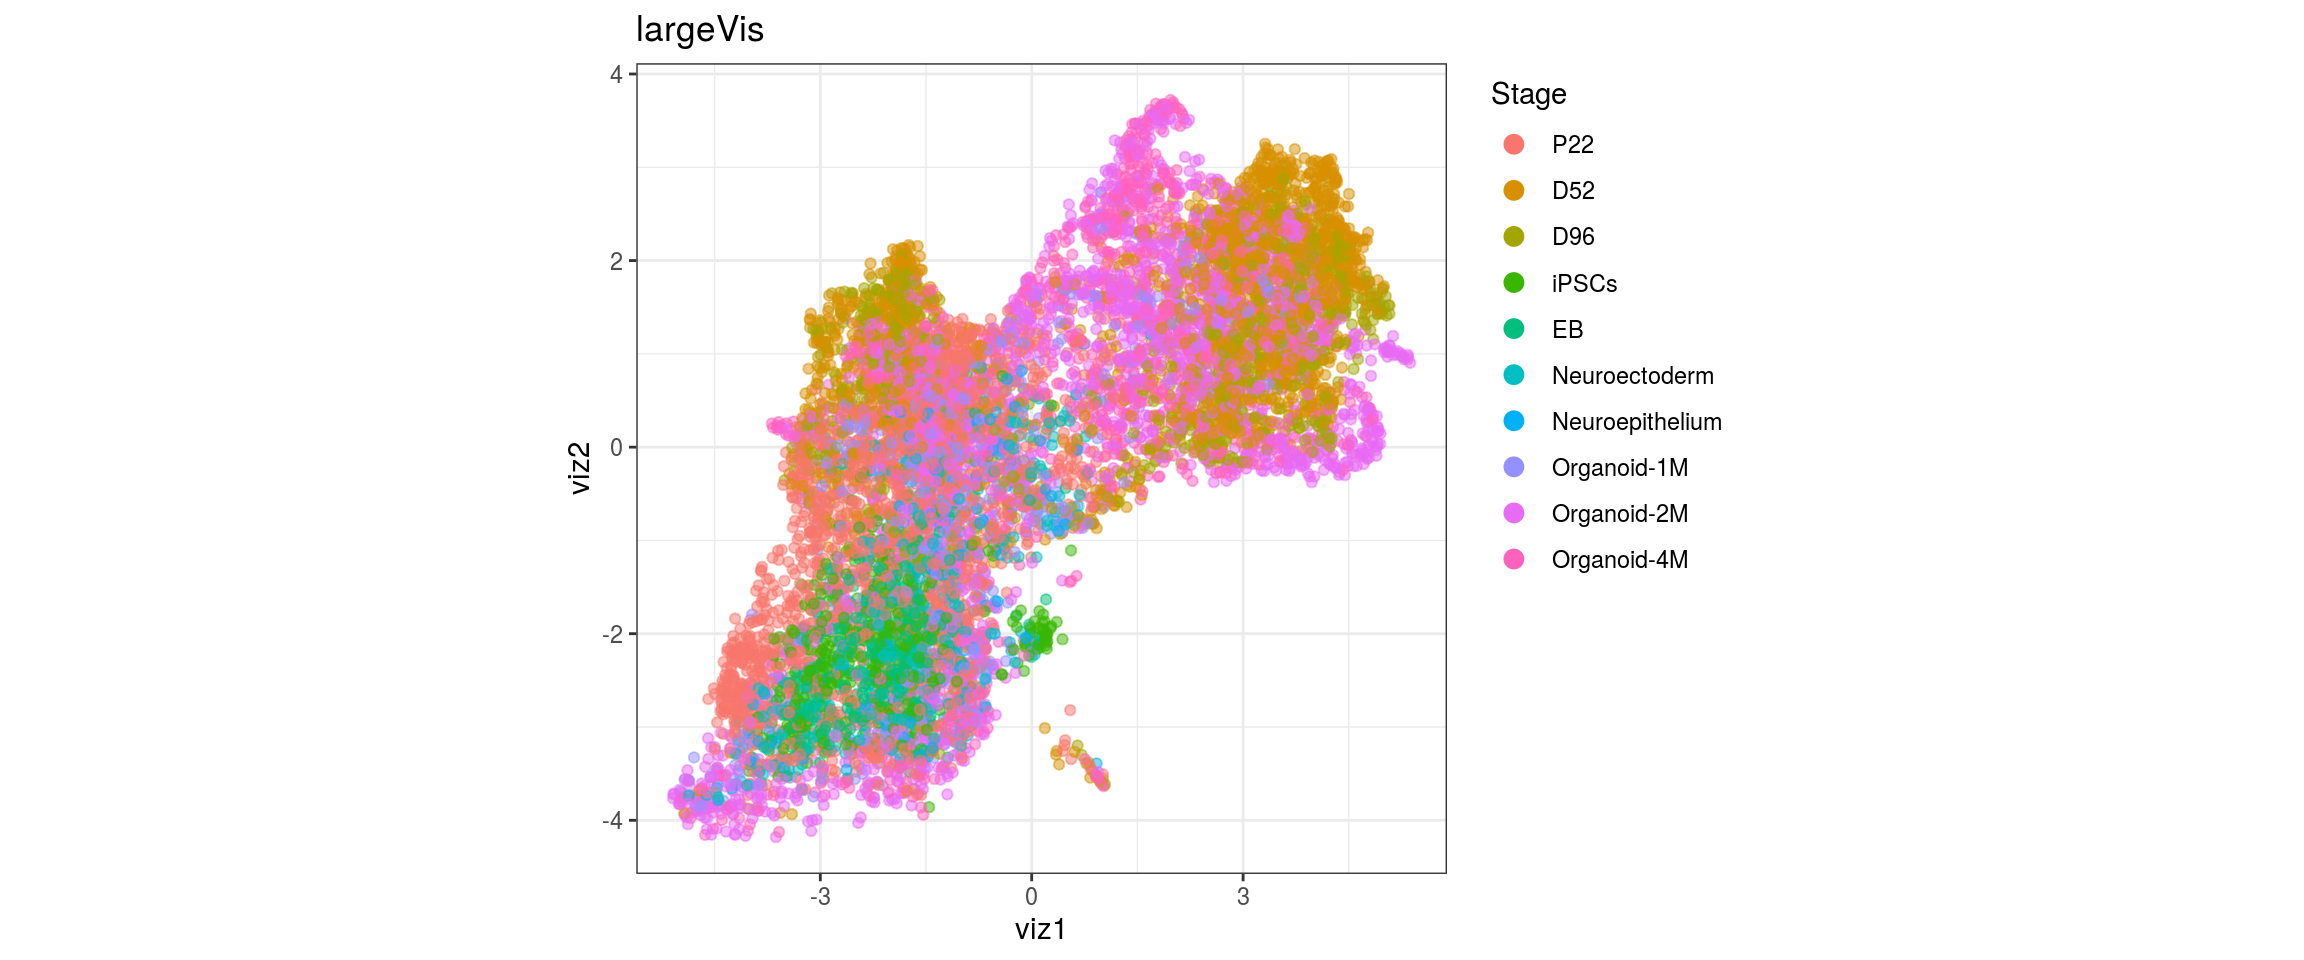 largeVis
4
2
0
-2
-4
viz2
-3
0
3
viz1
Stage
P22
D52
D96
iPSCs
EB
Neuroectoderm
Neuroepithelium
Organoid-1M
Organoid-2M
Organoid-4M